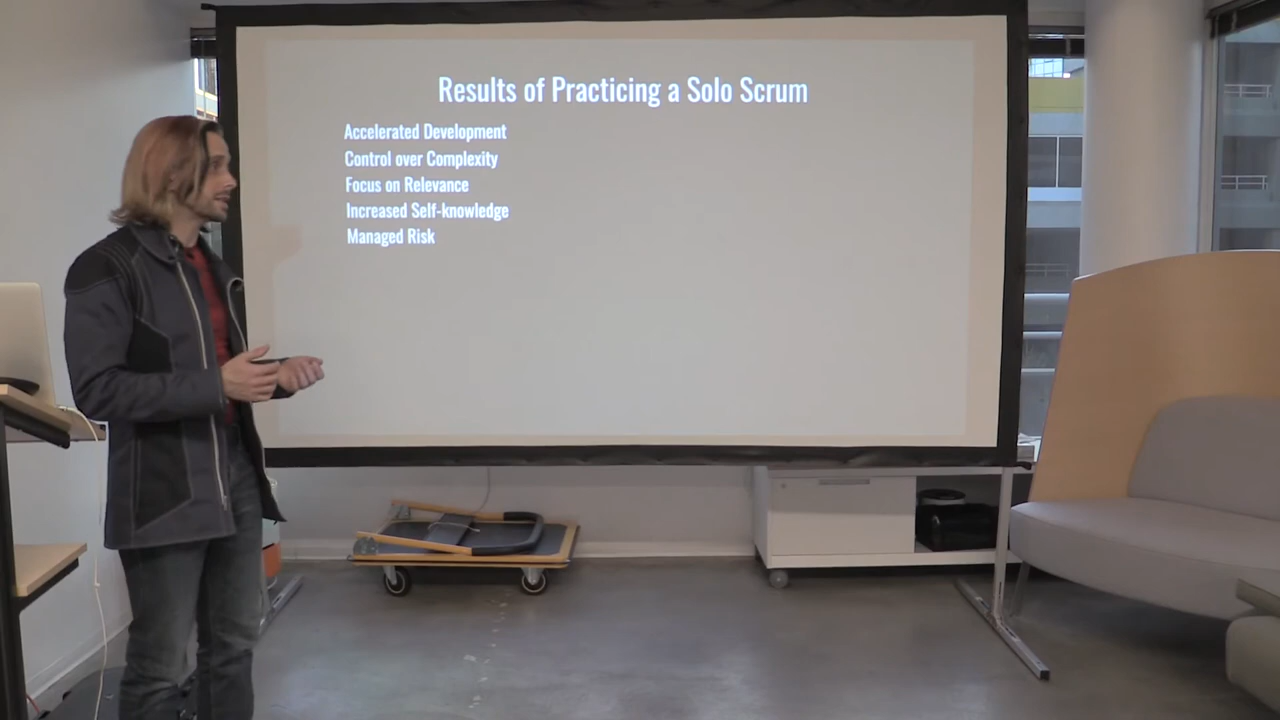 Results of Practicing a Solo Scrum
Accelerated Development
Control over Complexity
Focus on Relevance
Increased Self-knowledge
Managed Risk